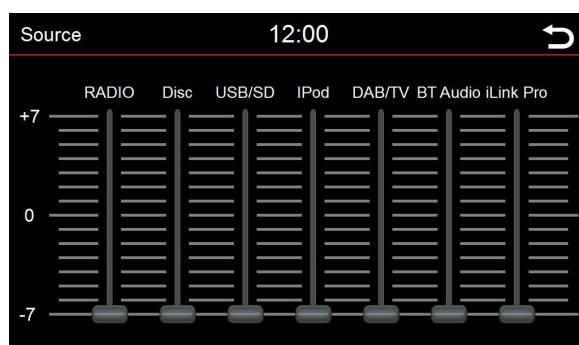 Source 12:00
RADIO Disc USB/SD IPod DAB/TV BT Audio iLink Pro
+7
0
-7